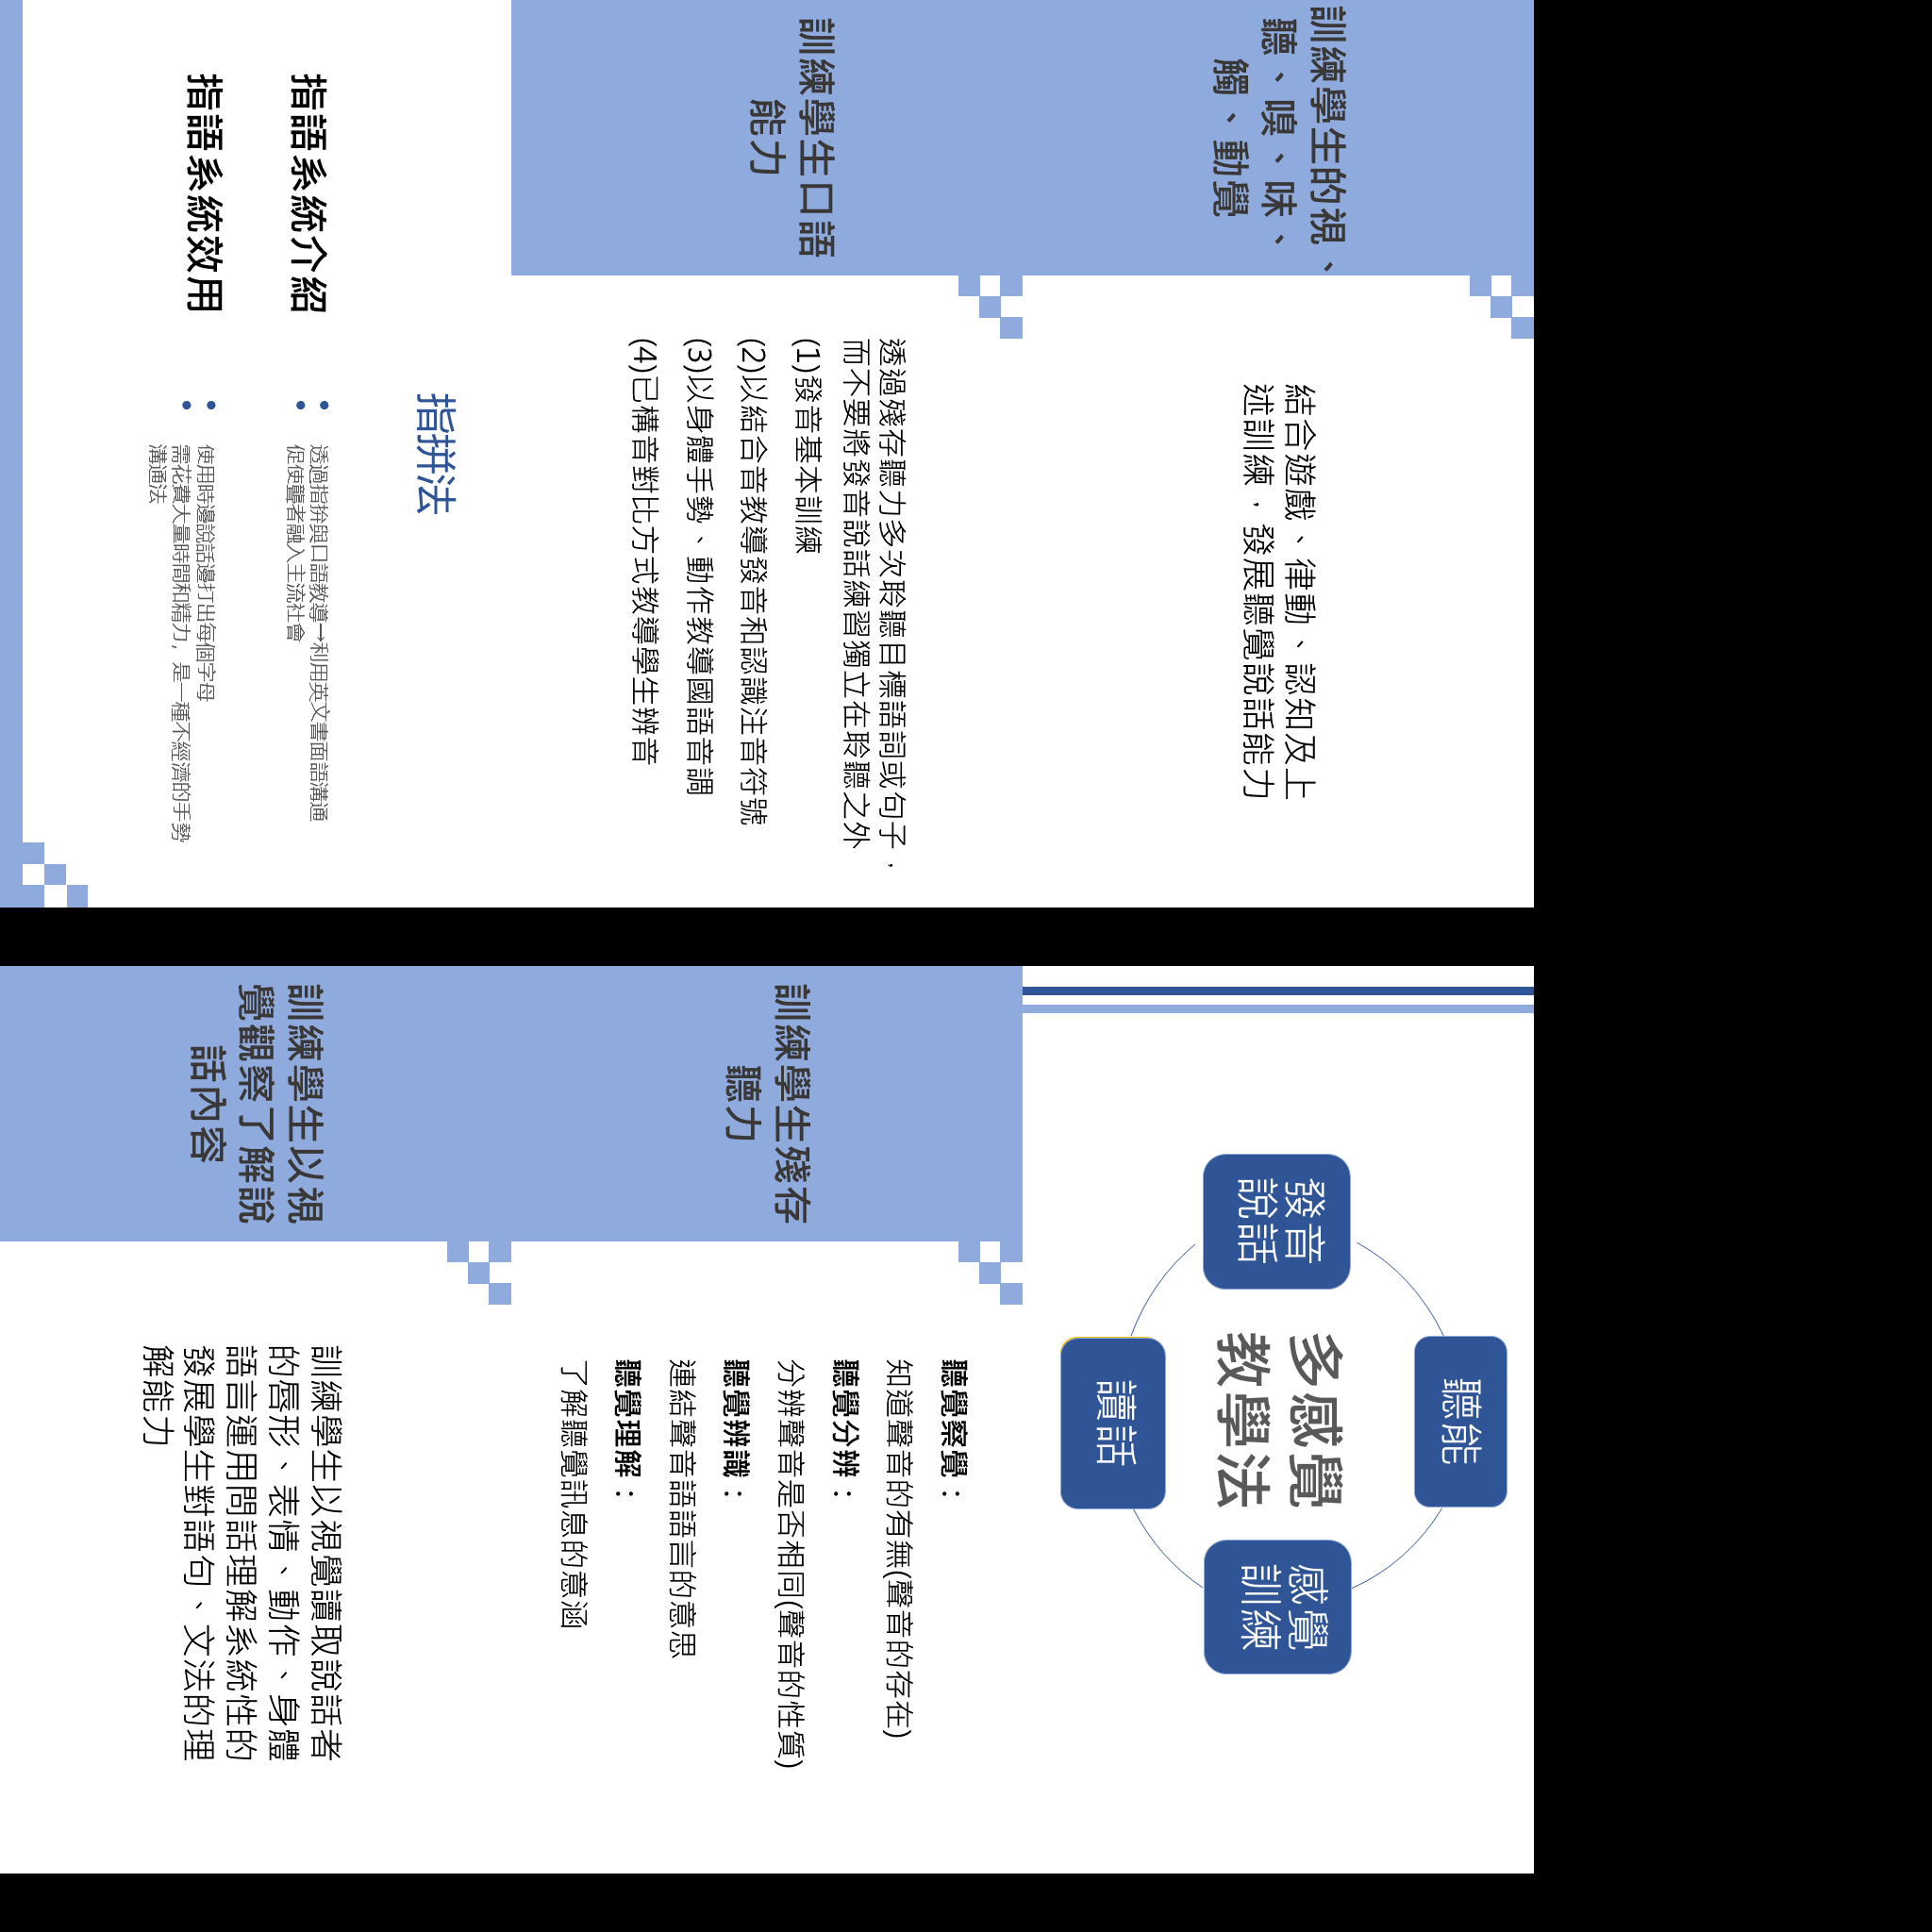 聽能
發音
說話
多感覺
教學法
感覺
訓練
讀話
訓練學生殘存
聽力
聽覺察覺：
知道聲音的有無(聲音的存在)
聽覺分辨：
分辨聲音是否相同(聲音的性質)
聽覺辨識：
連結聲音語語言的意思
聽覺理解：
了解聽覺訊息的意涵
訓練學生以視
覺觀察了解說
話內容
訓練學生以視覺讀取說話者
的唇形、表情、動作、身體
語言運用問話理解系統性的
發展學生對語句、文法的理
解能力
訓練學生的視、
聽、嗅、味、
觸、動覺
結合遊戲、律動、認知及上
述訓練，發展聽覺說話能力
訓練學生口語
能力
透過殘存聽力多次聆聽目標語詞或句子，
而不要將發音說話練習獨立在聆聽之外
(1)發音基本訓練
(2)以結合音教導發音和認識注音符號
(3)以身體手勢、動作教導國語音調
(4)已構音對比方式教導學生辨音
指拼法
指語系統介紹
• 透過指拚與口語教導→利用英文書面語溝通
• 促使聾者融入主流社會
指語系統效用
• 使用時邊說話邊打出每個字母
• 需花費大量時間和精力，是一種不經濟的手勢
溝通法